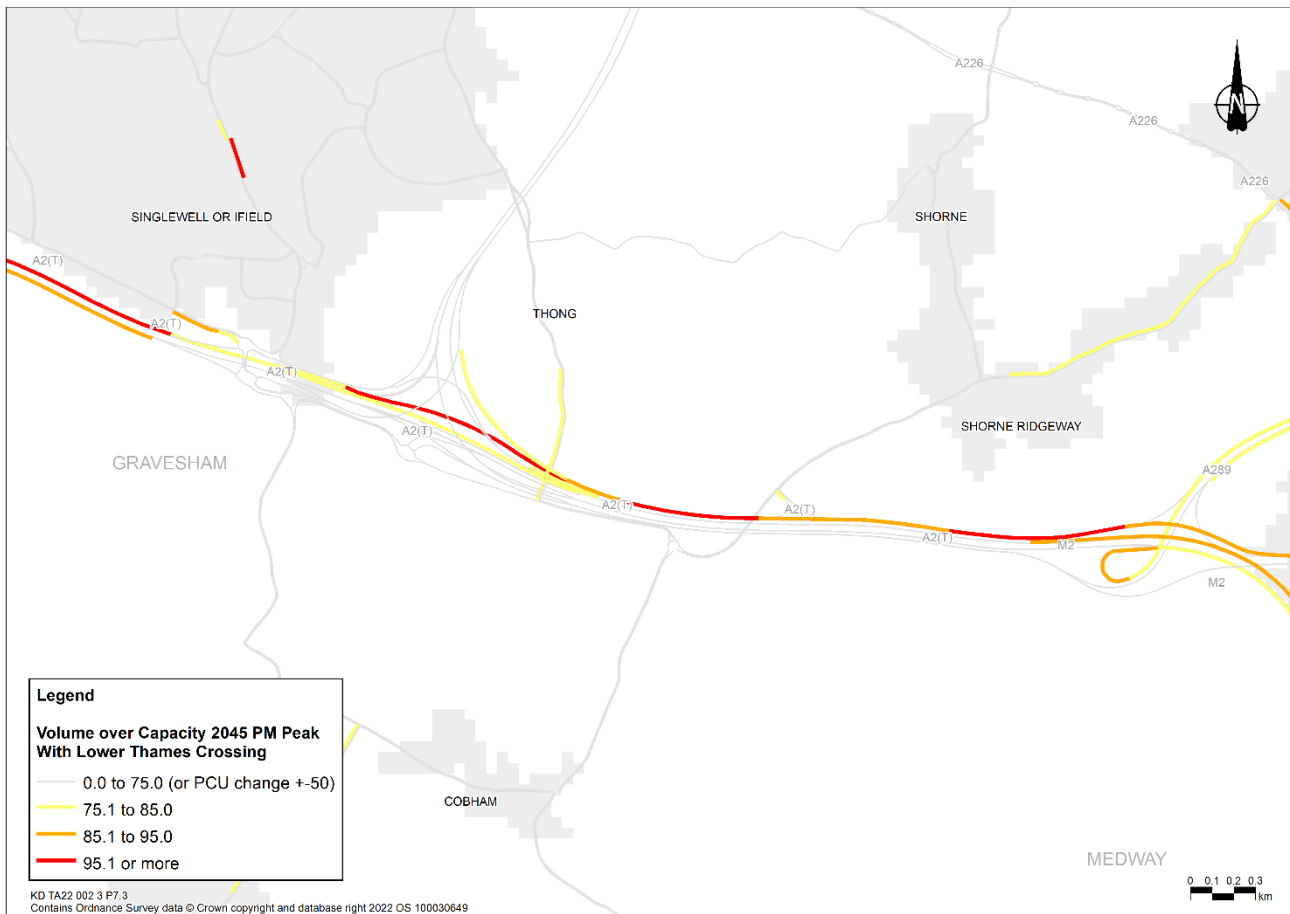 A226
A226
N
A226
SINGLEWELL OR IFIELD
SHORNE
A2(T)
THONG
A2(T)
A2(T)
SHORNE RIDGEWAY
A2(T)
GRAVESHAM
A289
A2(T)
A2(T)
A2(T)
M2
M2
Legend
Volume over Capacity 2045 PM Peak
With Lower Thames Crossing
0.0 to 75.0 (or PCU change +-50)
75.1 to 85.0
85.1 to 95.0
95.1 or more
COBHAM
MEDWAY
0 0.1 0.2 0.3
km
KD TA22 002 3 P7.3
Contains Ordnance Survey data © Crown copyright and database right 2022 OS 100030649